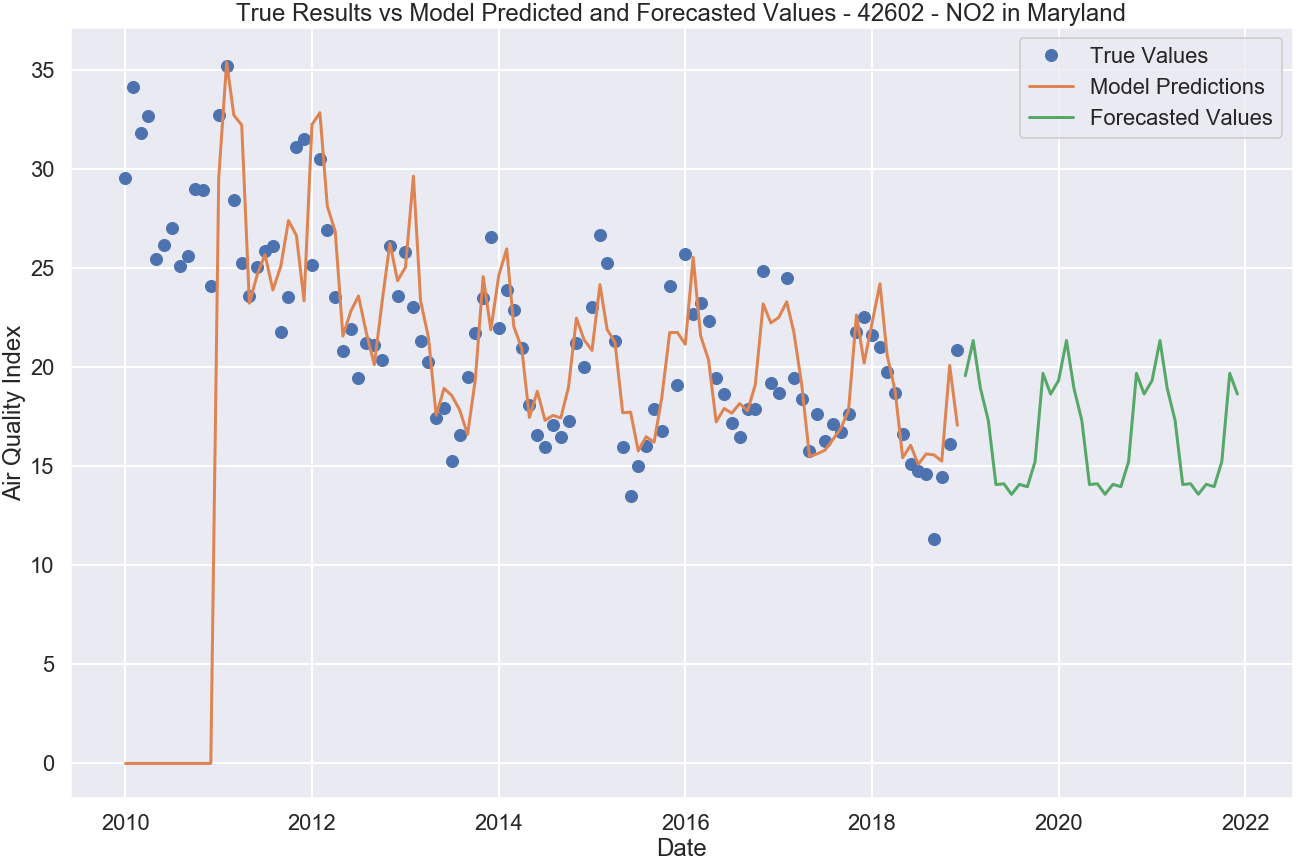 True Results vs Model Predicted and Forecasted Values - 42602 - NO2 in Maryland
True Values
Model Predictions
Forecasted Values
Air Quality Index
35
30
25
20
15
10
5
0
2010 2012 2014 2016 2018 2020 2022
Date